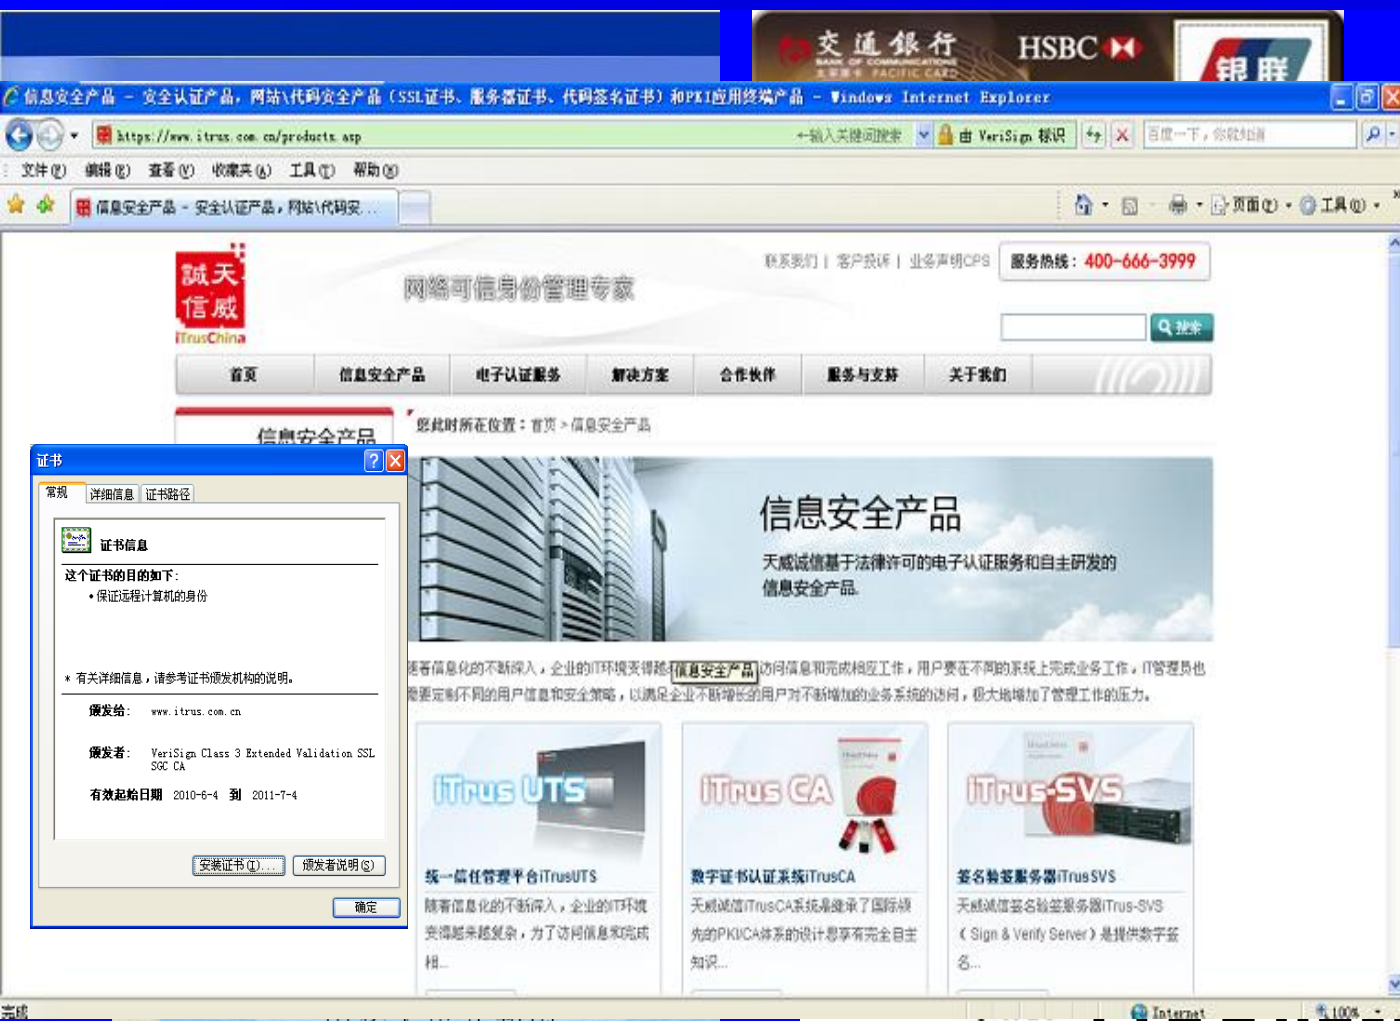 交通銀行
BANK OF COMMUNICATIONS
太平洋卡 PACIFIC CARD
HSBC
银联
信息安全产品 - 安全认证产品，网站\代码安全产品（SSL证书、服务器证书、代码签名证书）和PKI应用终端产品 - Windows Internet Explorer
https://www.itrus.com.cn/products.asp
←输入关键词搜索
由 VeriSign 标识
百度一下，你就知道
文件(F) 编辑(E) 查看(V) 收藏夹(A) 工具(T) 帮助(H)
信息安全产品 - 安全认证产品，网站\代码安...
页面(P) 工具(O)
誠天信威
iTrusChina
网络可信身份管理专家
联系我们 | 客户投诉 | 业务声明CPS
服务热线：400-666-3999
搜索
首页 信息安全产品 电子认证服务 解决方案 合作伙伴 服务与支持 关于我们
信息安全产品
您此时所在位置：首页 > 信息安全产品
证书
常规 详细信息 证书路径
证书信息
这个证书的目的如下:
•保证远程计算机的身份
* 有关详细信息，请参考证书颁发机构的说明。
颁发给: www.itrus.com.cn
颁发者: VeriSign Class 3 Extended Validation SSL
SGC CA
有效起始日期 2010-6-4 到 2011-7-4
安装证书(I)... 颁发者说明(S)
确定
信息安全产品
天威诚信基于法律许可的电子认证服务和自主研发的
信息安全产品.
随着信息化的不断深入，企业的IT环境变得越
信息安全产品
访问信息和完成相应工作，用户要在不同的系统上完成业务工作，IT管理员也
需要定制不同的用户信息和安全策略，以满足企业不断增长的用户对不断增加的业务系统的访问，极大地增加了管理工作的压力。
iTrus UTS
统一信任管理平台iTrusUTS
随着信息化的不断深入，企业的IT环境
变得越来越复杂，为了访问信息和完成
相...
iTrus CA
数字证书认证系统iTrusCA
天威诚信iTrusCA系统是继承了国际领
先的PKI/CA体系的设计思享有完全自主
知识...
iTrus-SVS
签名验签服务器iTrusSVS
天威诚信签名验签服务器iTrus-SVS
（Sign & Verify Server）是提供数字签
名...
完成
Internet
100%